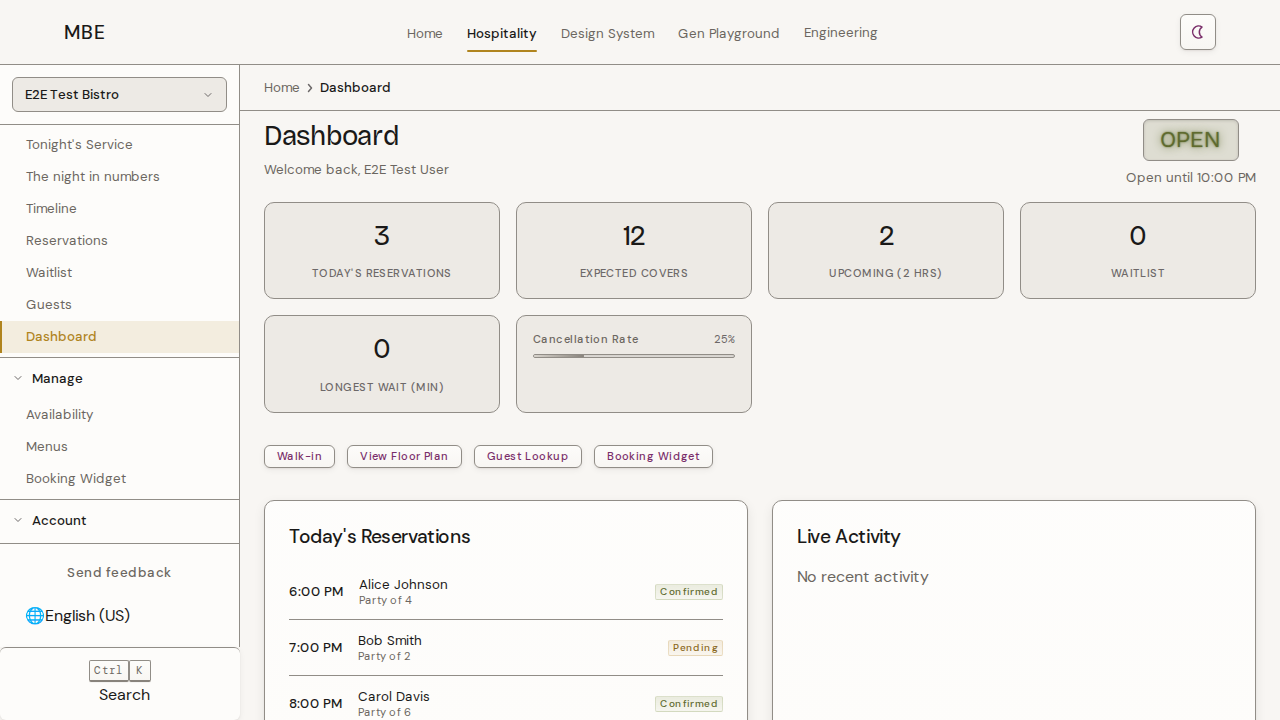 MBE
Home
Hospitality
Design System
Gen Playground
Engineering
E2E Test Bistro
Tonight's Service
The night in numbers
Timeline
Reservations
Waitlist
Guests
Dashboard
Manage
Availability
Menus
Booking Widget
Account
Send feedback
English (US)
Ctrl K
Search
Home > Dashboard
Dashboard
Welcome back, E2E Test User
OPEN
Open until 10:00 PM
3
TODAY'S RESERVATIONS
12
EXPECTED COVERS
2
UPCOMING (2 HRS)
0
WAITLIST
0
LONGEST WAIT (MIN)
Cancellation Rate 25%
Walk-in
View Floor Plan
Guest Lookup
Booking Widget
Today's Reservations
6:00 PM
Alice Johnson
Party of 4
Confirmed
7:00 PM
Bob Smith
Party of 2
Pending
8:00 PM
Carol Davis
Party of 6
Confirmed
Live Activity
No recent activity